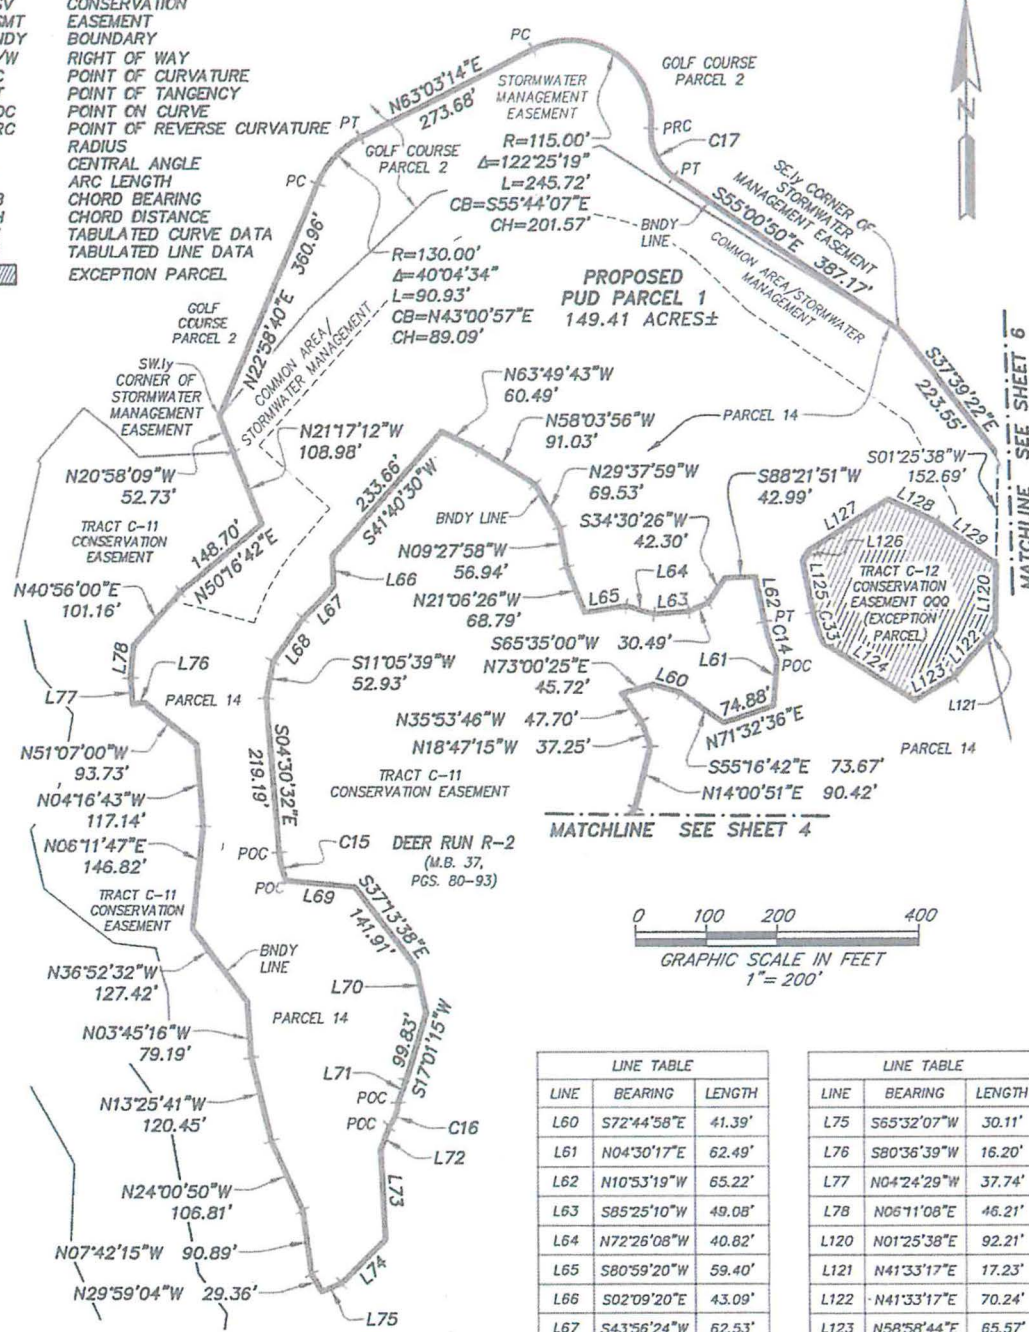 CONSERVATION
EASEMENT
BOUNDARY
RIGHT OF WAY
POINT OF CURVATURE
POINT OF TANGENCY
POINT ON CURVE
POINT OF REVERSE CURVATURE
RADIUS
CENTRAL ANGLE
ARC LENGTH
CHORD BEARING
CHORD DISTANCE
TABULATED CURVE DATA
TABULATED LINE DATA
EXCEPTION PARCEL
PC
N63°03'14"E
273.68'
PT
PC
GOLF COURSE
PARCEL 2
STORMWATER
MANAGEMENT
EASEMENT
GOLF COURSE
PARCEL 2
PRC
C17
PT
R=115.00'
Δ=122°25'19"
L=245.72'
CB=S55°44'07"E
CH=201.57'
SE.ly CORNER OF
STORMWATER
MANAGEMENT EASEMENT
S55°00'50"E 387.17'
BNDY
LINE
COMMON AREA/STORMWATER
MANAGEMENT
N
360.96'
N22°58'40"E
R=130.00'
Δ=40°04'34"
L=90.93'
CB=N43°00'57"E
CH=89.09'
PROPOSED
PUD PARCEL 1
149.41 ACRES±
GOLF
COURSE
PARCEL 2
COMMON AREA/
STORMWATER MANAGEMENT
S37°39'22"E
223.55'
MATCHLINE SEE SHEET 6
SW.ly
CORNER OF
STORMWATER
MANAGEMENT
EASEMENT
N63°49'43"W
60.49'
N58°03'56"W
91.03'
PARCEL 14
N21°17'12"W
108.98'
N20°58'09"W
52.73'
N29°37'59"W
69.53'
S88°21'51"W
42.99'
S01°25'38"W
152.69'
233.66'
S41°40'30"W
BNDY LINE
S34°30'26"W
42.30'
TRACT C-11
CONSERVATION
EASEMENT
148.70'
N50°16'42"E
N09°27'58"W
56.94'
L66
L64
L65
L63
L62
L127
L128
L129
L126
L125
L120
TRACT C-12
CONSERVATION
EASEMENT QQQ
(EXCEPTION
PARCEL)
N40°56'00"E
101.16'
N21°06'26"W
68.79'
L67
L68
S65°35'00"W 30.49'
PT
C14
POC
C33
L124
L123
L122
L121
L78
L76
L77
PARCEL 14
S11°05'39"W
52.93'
N73°00'25"E
45.72'
L60
L61
74.88'
N71°32'36"E
N35°53'46"W 47.70'
N18°47'15"W 37.25'
PARCEL 14
S55°16'42"E 73.67'
N14°00'51"E 90.42'
N51°07'00"W
93.73'
N04°16'43"W
117.14'
N06°11'47"E
146.82'
S04°30'32"E
219.19'
TRACT C-11
CONSERVATION EASEMENT
MATCHLINE SEE SHEET 4
POC
C15
DEER RUN R-2
(M.B. 37,
PGS. 80-93)
POC
L69
S37°13'38"E
141.91'
TRACT C-11
CONSERVATION
EASEMENT
0 100 200 400
GRAPHIC SCALE IN FEET
1"= 200'
BNDY
LINE
N36°52'32"W
127.42'
L70
PARCEL 14
N03°45'16"W
79.19'
99.83'
S17°01'15"W
L71
POC
POC
C16
N13°25'41"W
120.45'
L72
L73
N24°00'50"W
106.81'
N07°42'15"W 90.89'
L74
N29°59'04"W 29.36'
L75
LINE TABLE
LINE BEARING LENGTH
L60 S72°44'58"E 41.39'
L61 N04°30'17"E 62.49'
L62 N10°53'19"W 65.22'
L63 S85°25'10"W 49.08'
L64 N72°26'08"W 40.82'
L65 S80°59'20"W 59.40'
L66 S02°09'20"E 43.09'
L67 S43°56'24"W 62.53'
LINE TABLE
LINE BEARING LENGTH
L75 S65°32'07"W 30.11'
L76 S80°36'39"W 16.20'
L77 N04°24'29"W 37.74'
L78 N06°11'08"E 46.21'
L120 N01°25'38"E 92.21'
L121 N41°33'17"E 17.23'
L122 N41°33'17"E 70.24'
L123 N58°58'44"E 65.57'